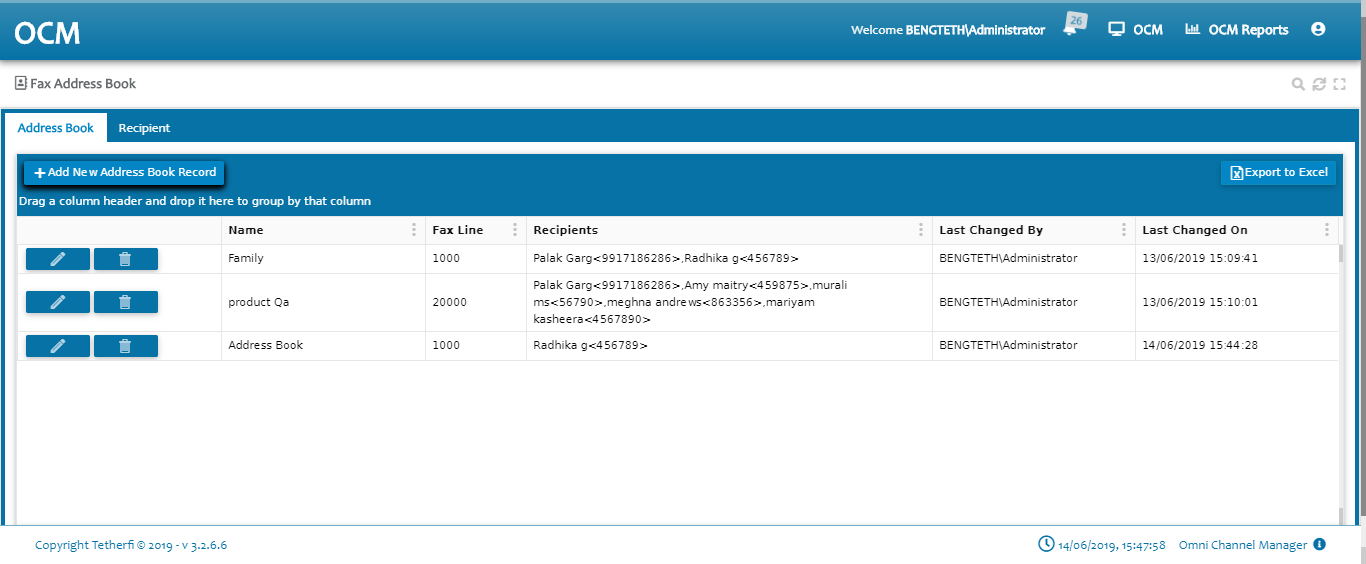 OCM
Welcome BENGTETH\Administrator
26
OCM
OCM Reports
Fax Address Book
Address Book
Recipient
Add New Address Book Record
Export to Excel
Drag a column header and drop it here to group by that column
Name
Fax Line
Recipients
Last Changed By
Last Changed On
Family
1000
Palak Garg<9917186286>,Radhika g<456789>
BENGTETH\Administrator
13/06/2019 15:09:41
product Qa
20000
Palak Garg<9917186286>,Amy maitry<459875>,murali
ms<56790>,meghna andrews<863356>,mariyam
kasheera<4567890>
BENGTETH\Administrator
13/06/2019 15:10:01
Address Book
1000
Radhika g<456789>
BENGTETH\Administrator
14/06/2019 15:44:28
Copyright Tetherfi © 2019 - v 3.2.6.6
14/06/2019, 15:47:58
Omni Channel Manager